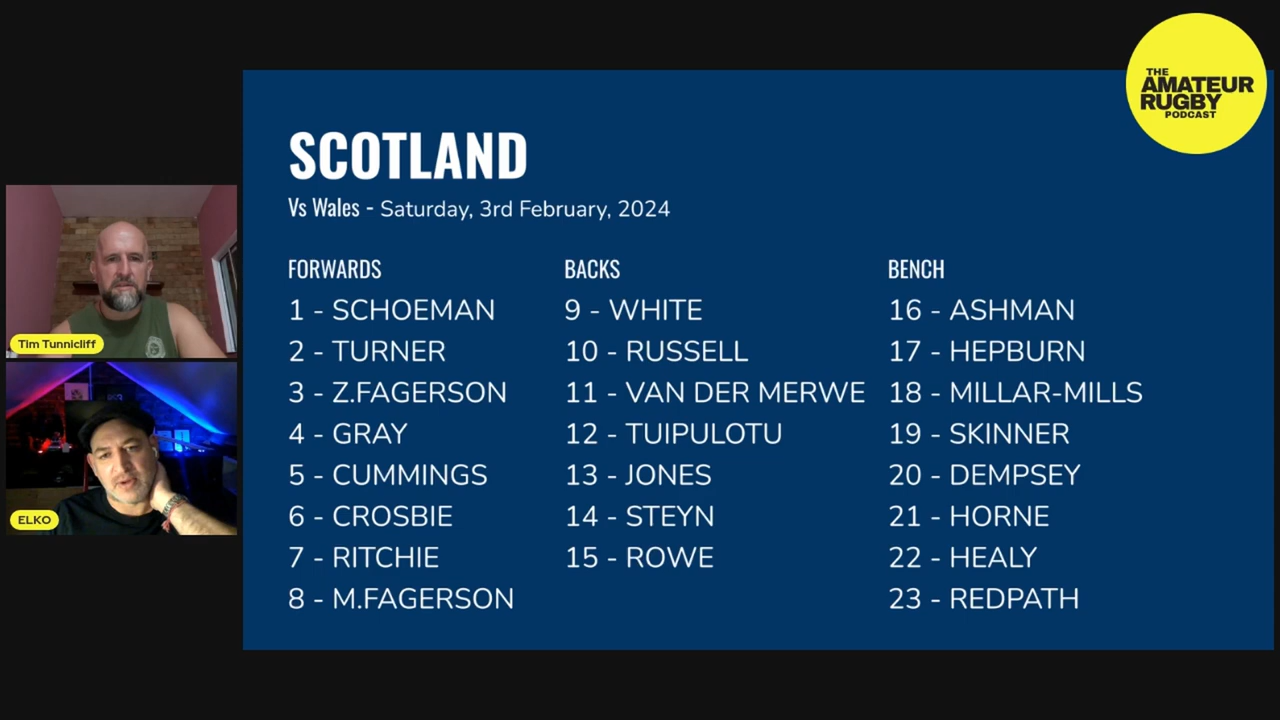 THE
AMATEUR
RUGBY
PODCAST
SCOTLAND
Vs Wales - Saturday, 3rd February, 2024
FORWARDS
1 - SCHOEMAN
2 - TURNER
3 - Z.FAGERSON
4 - GRAY
5 - CUMMINGS
6 - CROSBIE
7 - RITCHIE
8 - M.FAGERSON
BACKS
9 - WHITE
10 - RUSSELL
11 - VAN DER MERWE
12 - TUIPULOTU
13 - JONES
14 - STEYN
15 - ROWE
BENCH
16 - ASHMAN
17 - HEPBURN
18 - MILLAR-MILLS
19 - SKINNER
20 - DEMPSEY
21 - HORNE
22 - HEALY
23 - REDPATH
Tim Tunnicliff
ELKO